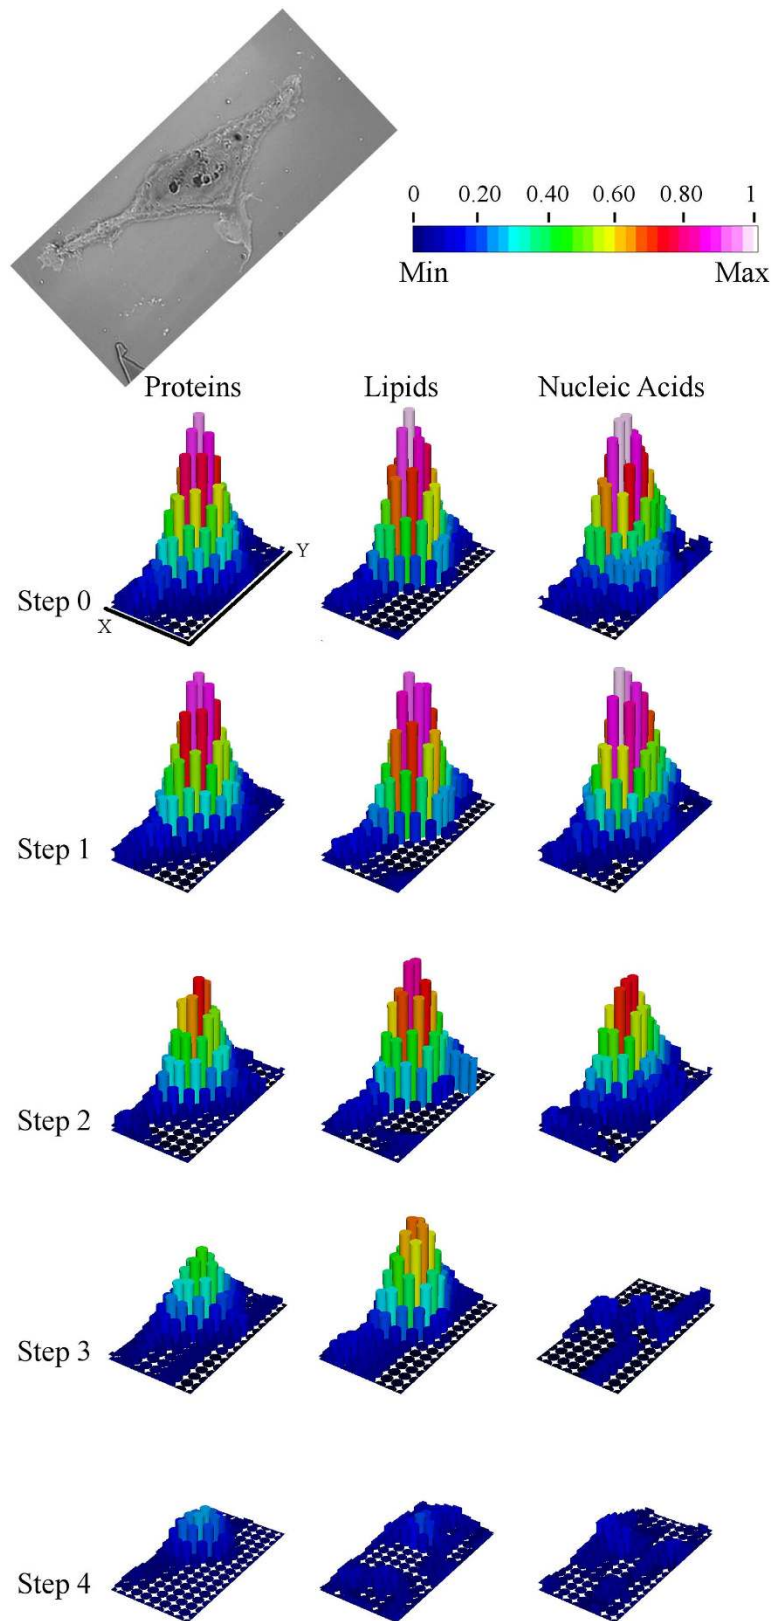 0 0.20 0.40 0.60 0.80 1
Min Max
Proteins Lipids Nucleic Acids
Y
Step 0
X
Step 1
Step 2
Step 3
Step 4